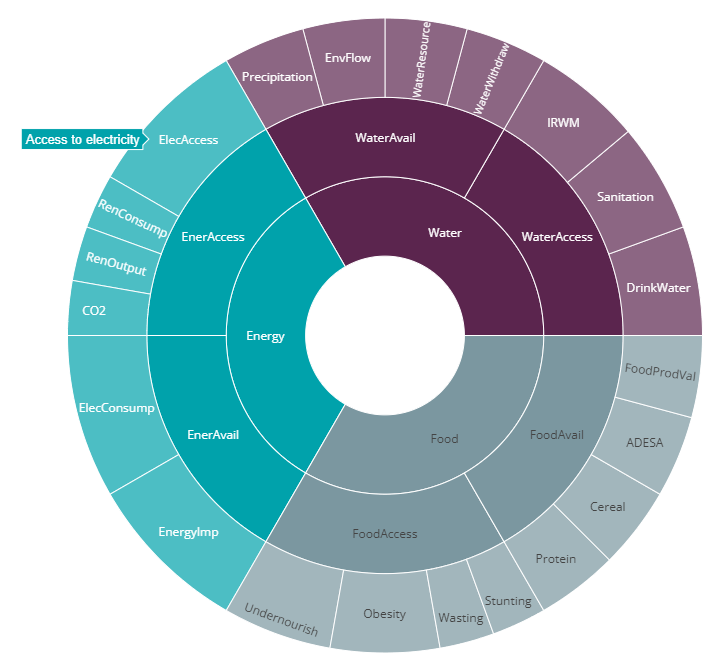 WaterResource
EnvFlow
WaterWithdraw
Precipitation
IRWM
Access to electricity
ElecAccess
WaterAvail
Sanitation
RenConsump
EnerAccess
Water
WaterAccess
RenOutput
DrinkWater
CO2
Energy
FoodProdVal
ElecConsump
EnerAvail
Food
FoodAvail
ADESA
Cereal
EnergyImp
FoodAccess
Protein
Undernourish
Obesity
Wasting
Stunting